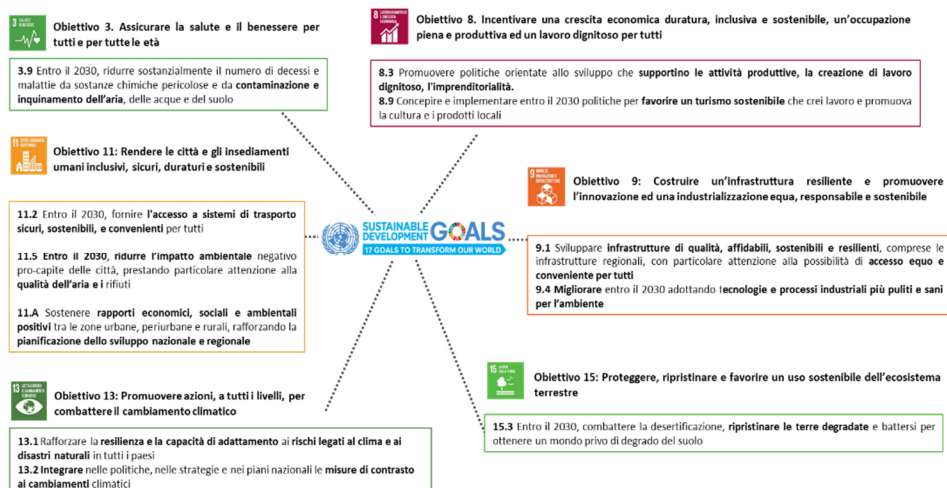 3 SALUTE E BENESSERE
Obiettivo 3. Assicurare la salute e il benessere per
tutti e per tutte le età
3.9 Entro il 2030, ridurre sostanzialmente il numero di decessi e
malattie da sostanze chimiche pericolose e da contaminazione e
inquinamento dell'aria, delle acque e del suolo
8
Obiettivo 8. Incentivare una crescita economica duratura, inclusiva e sostenibile, un'occupazione
piena e produttiva ed un lavoro dignitoso per tutti
8.3 Promuovere politiche orientate allo sviluppo che supportino le attività produttive, la creazione di lavoro
dignitoso, l'imprenditorialità.
8.9 Concepire e implementare entro il 2030 politiche per favorire un turismo sostenibile che crei lavoro e promuova
la cultura e i prodotti locali
11
Obiettivo 11: Rendere le città e gli insediamenti
umani inclusivi, sicuri, duraturi e sostenibili
11.2 Entro il 2030, fornire l'accesso a sistemi di trasporto
sicuri, sostenibili, e convenienti per tutti
11.5 Entro il 2030, ridurre l'impatto ambientale negativo
pro-capite delle città, prestando particolare attenzione alla
qualità dell'aria e i rifiuti
11.A Sostenere rapporti economici, sociali e ambientali
positivi tra le zone urbane, periurbane e rurali, rafforzando la
pianificazione dello sviluppo nazionale e regionale
SUSTAINABLE
DEVELOPMENT GOALS
17 GOALS TO TRANSFORM OUR WORLD
9
Obiettivo 9: Costruire un'infrastruttura resiliente e promuovere
l'innovazione ed una industrializzazione equa, responsabile e sostenibile
9.1 Sviluppare infrastrutture di qualità, affidabili, sostenibili e resilienti, comprese le
infrastrutture regionali, con particolare attenzione alla possibilità di accesso equo e
conveniente per tutti
9.4 Migliorare entro il 2030 adottando tecnologie e processi industriali più puliti e sani
per l'ambiente
13
Obiettivo 13: Promuovere azioni, a tutti i livelli, per
combattere il cambiamento climatico
13.1 Rafforzare la resilienza e la capacità di adattamento ai rischi legati al clima e ai
disastri naturali in tutti i paesi
13.2 Integrare nelle politiche, nelle strategie e nei piani nazionali le misure di contrasto
ai cambiamenti climatici
15
Obiettivo 15: Proteggere, ripristinare e favorire un uso sostenibile dell'ecosistema
terrestre
15.3 Entro il 2030, combattere la desertificazione, ripristinare le terre degradate e battersi per
ottenere un mondo privo di degrado del suolo